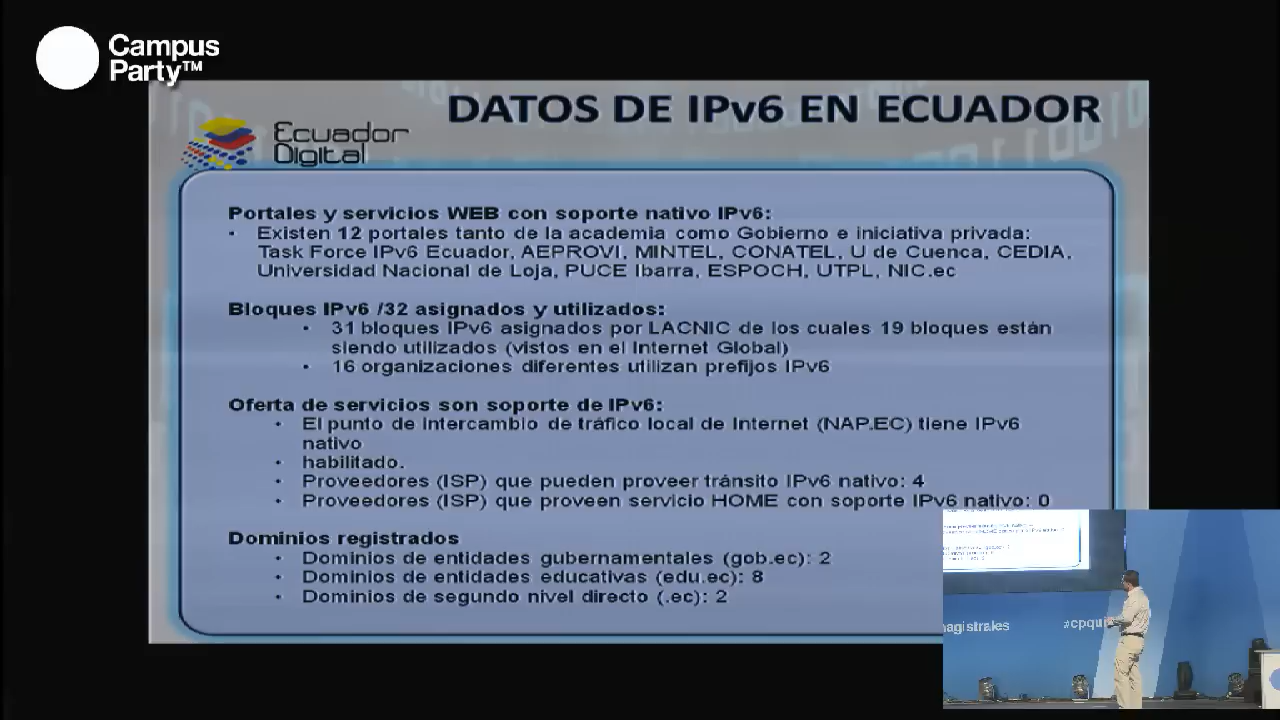 Campus
Party™
DATOS DE IPv6 EN ECUADOR
Ecuador
Digital
Portales y servicios WEB con soporte nativo IPv6:
• Existen 12 portales tanto de la academia como Gobierno e iniciativa privada:
Task Force IPv6 Ecuador, AEPROVI, MINTEL, CONATEL, U de Cuenca, CEDIA,
Universidad Nacional de Loja, PUCE Ibarra, ESPOCH, UTPL, NIC.ec
Bloques IPv6 /32 asignados y utilizados:
• 31 bloques IPv6 asignados por LACNIC de los cuales 19 bloques están
siendo utilizados (vistos en el Internet Global)
• 16 organizaciones diferentes utilizan prefijos IPv6
Oferta de servicios son soporte de IPv6:
• El punto de intercambio de tráfico local de Internet (NAP.EC) tiene IPv6
nativo
• habilitado.
• Proveedores (ISP) que pueden proveer tránsito IPv6 nativo: 4
• Proveedores (ISP) que proveen servicio HOME con soporte IPv6 nativo: 0
Dominios registrados
• Dominios de entidades gubernamentales (gob.ec): 2
• Dominios de entidades educativas (edu.ec): 8
• Dominios de segundo nivel directo (.ec): 2
agistrales
#cpqui